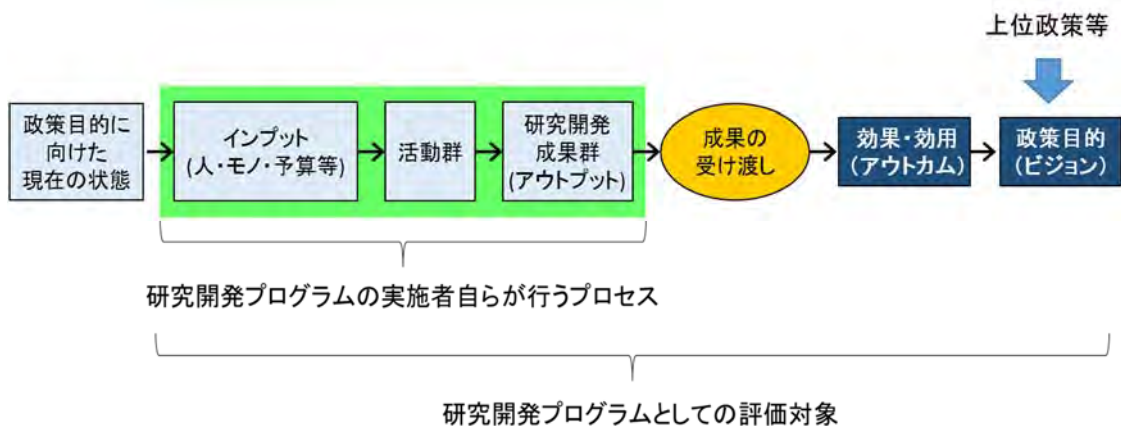 上位政策等
政策目的に
向けた
現在の状態
インプット
(人・モノ・予算等)
活動群
研究開発
成果群
(アウトプット)
成果の
受け渡し
効果・効用
(アウトカム)
政策目的
(ビジョン)
研究開発プログラムの実施者自らが行うプロセス
研究開発プログラムとしての評価対象